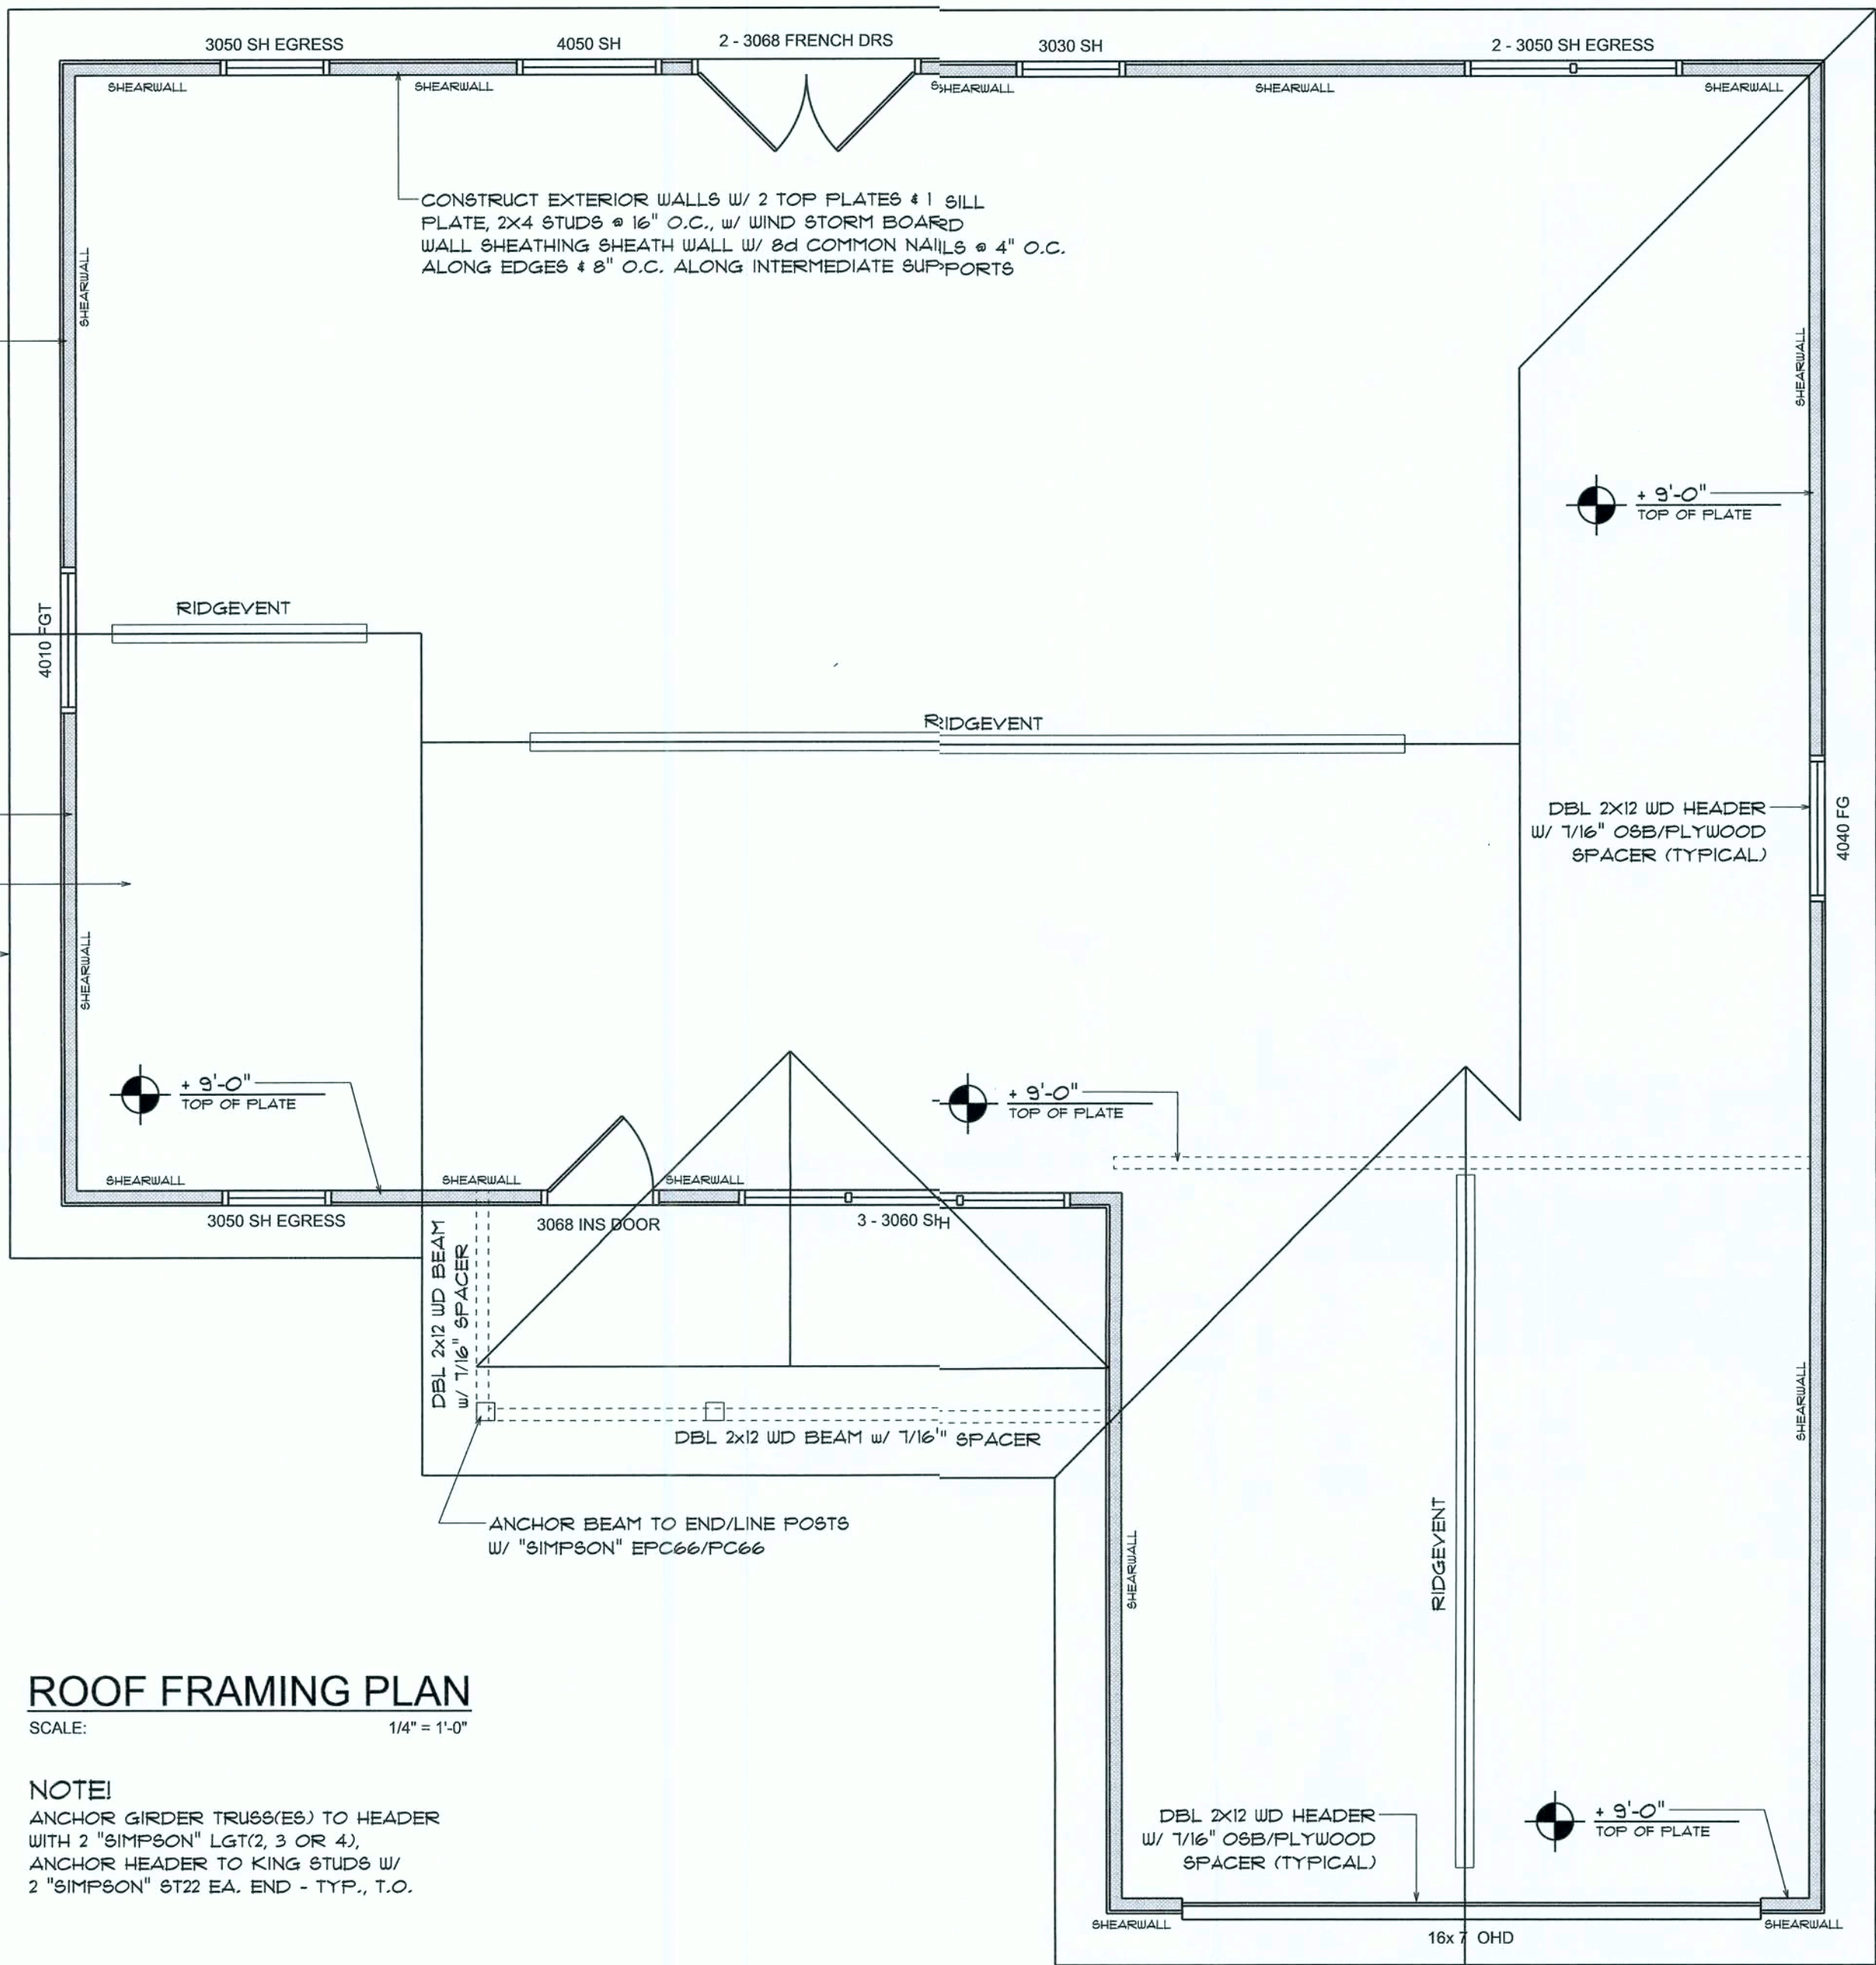 3050 SH EGRESS
4050 SH
2 - 3068 FRENCH DRS
3030 SH
2 - 3050 SH EGRESS
SHEARWALL
SHEARWALL
SHEARWALL
SHEARWALL
SHEARWALL
CONSTRUCT EXTERIOR WALLS W/ 2 TOP PLATES & 1 SILL
PLATE, 2X4 STUDS @ 16" O.C., w/ WIND STORM BOARD
WALL SHEATHING SHEATH WALL W/ 8d COMMON NAILS @ 4" O.C.
ALONG EDGES & 8" O.C. ALONG INTERMEDIATE SUPPORTS
SHEARWALL
SHEARWALL
+ 9'-0"
TOP OF PLATE
4010 FGT
RIDGEVENT
RIDGEVENT
DBL 2X12 WD HEADER
W/ 7/16" OSB/PLYWOOD
SPACER (TYPICAL)
4040 FG
SHEARWALL
+ 9'-0"
TOP OF PLATE
+ 9'-0"
TOP OF PLATE
SHEARWALL
SHEARWALL
SHEARWALL
3050 SH EGRESS
3068 INS DOOR
3 - 3060 SH
DBL 2x12 WD BEAM
w/ 7/16" SPACER
DBL 2x12 WD BEAM w/ 7/16" SPACER
SHEARWALL
ANCHOR BEAM TO END/LINE POSTS
W/ "SIMPSON" EPC66/PC66
SHEARWALL
RIDGEVENT
ROOF FRAMING PLAN
SCALE: 1/4" = 1'-0"
NOTE!
ANCHOR GIRDER TRUSS(ES) TO HEADER
WITH 2 "SIMPSON" LGT(2, 3 OR 4),
ANCHOR HEADER TO KING STUDS W/
2 "SIMPSON" ST22 EA. END - TYP., T.O.
DBL 2X12 WD HEADER
W/ 7/16" OSB/PLYWOOD
SPACER (TYPICAL)
+ 9'-0"
TOP OF PLATE
SHEARWALL
16x 7 OHD
SHEARWALL